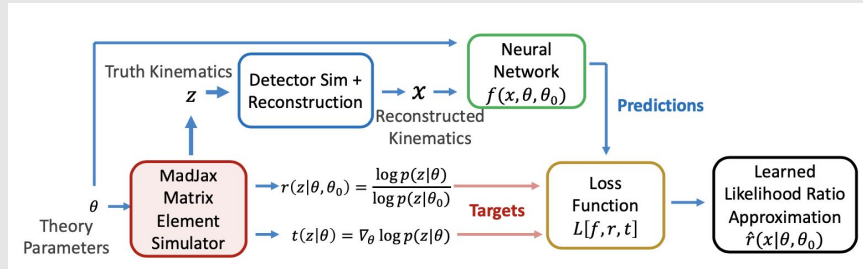 Neural
Network
f(x, θ, θ₀)
Truth Kinematics
z
Detector Sim +
Reconstruction
x
Reconstructed
Kinematics
Predictions
MadJax
Matrix
Element
Simulator
θ
Theory
Parameters
r(z|θ, θ₀) = log p(z|θ) / log p(z|θ₀)
t(z|θ) = ∇_θ log p(z|θ)
Targets
Loss
Function
L[f, r, t]
Learned
Likelihood Ratio
Approximation
r̂(x|θ, θ₀)